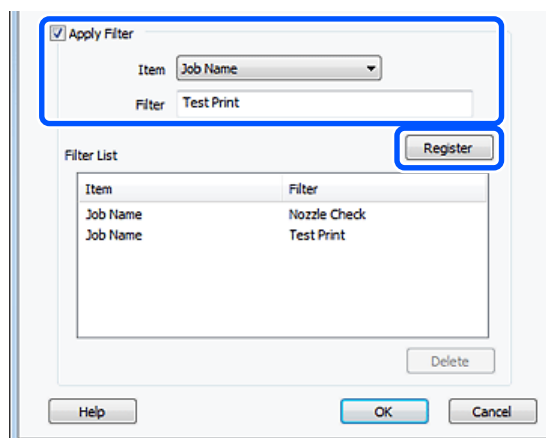 Apply Filter
Item Job Name
Filter Test Print
Register
Filter List
Item Filter
Job Name Nozzle Check
Job Name Test Print
Delete
Help OK Cancel